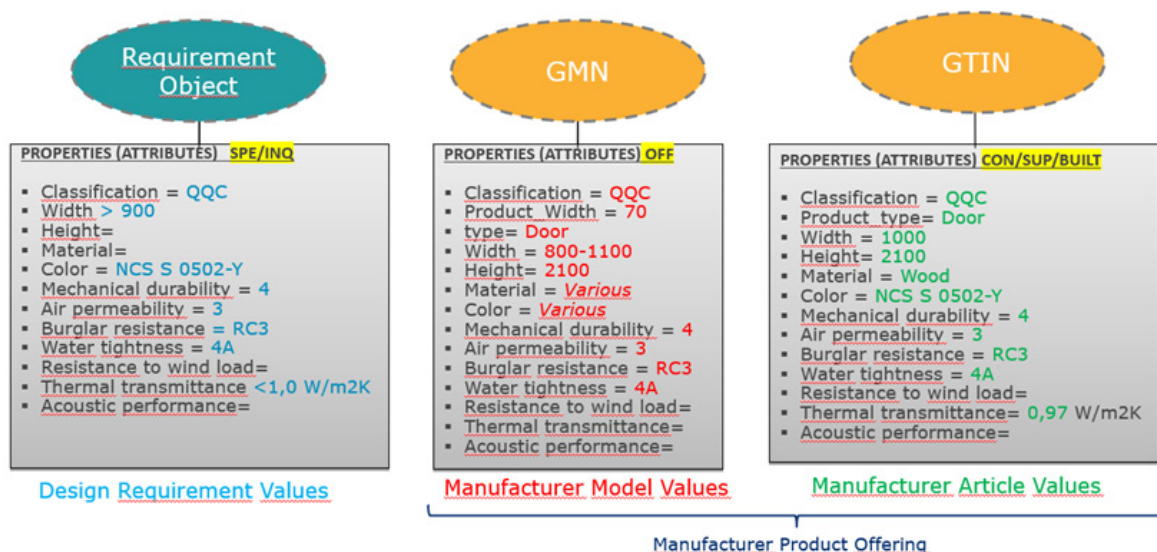 Requirement
Object
PROPERTIES (ATTRIBUTES) SPE/INQ
▪ Classification = QQC
▪ Width > 900
▪ Height=
▪ Material=
▪ Color = NCS S 0502-Y
▪ Mechanical durability = 4
▪ Air permeability = 3
▪ Burglar resistance = RC3
▪ Water tightness = 4A
▪ Resistance to wind load=
▪ Thermal transmittance <1,0 W/m2K
▪ Acoustic performance=
Design Requirement Values
GMN
PROPERTIES (ATTRIBUTES) OFF
▪ Classification = QQC
▪ Product_Width = 70
▪ type= Door
▪ Width = 800-1100
▪ Height= 2100
▪ Material = Various
▪ Color = Various
▪ Mechanical durability = 4
▪ Air permeability = 3
▪ Burglar resistance = RC3
▪ Water tightness = 4A
▪ Resistance to wind load=
▪ Thermal transmittance=
▪ Acoustic performance=
Manufacturer Model Values
GTIN
PROPERTIES (ATTRIBUTES) CON/SUP/BUILT
▪ Classification = QQC
▪ Product_type= Door
▪ Width = 1000
▪ Height= 2100
▪ Material = Wood
▪ Color = NCS S 0502-Y
▪ Mechanical durability = 4
▪ Air permeability = 3
▪ Burglar resistance = RC3
▪ Water tightness = 4A
▪ Resistance to wind load=
▪ Thermal transmittance= 0,97 W/m2K
▪ Acoustic performance=
Manufacturer Article Values
Manufacturer Product Offering